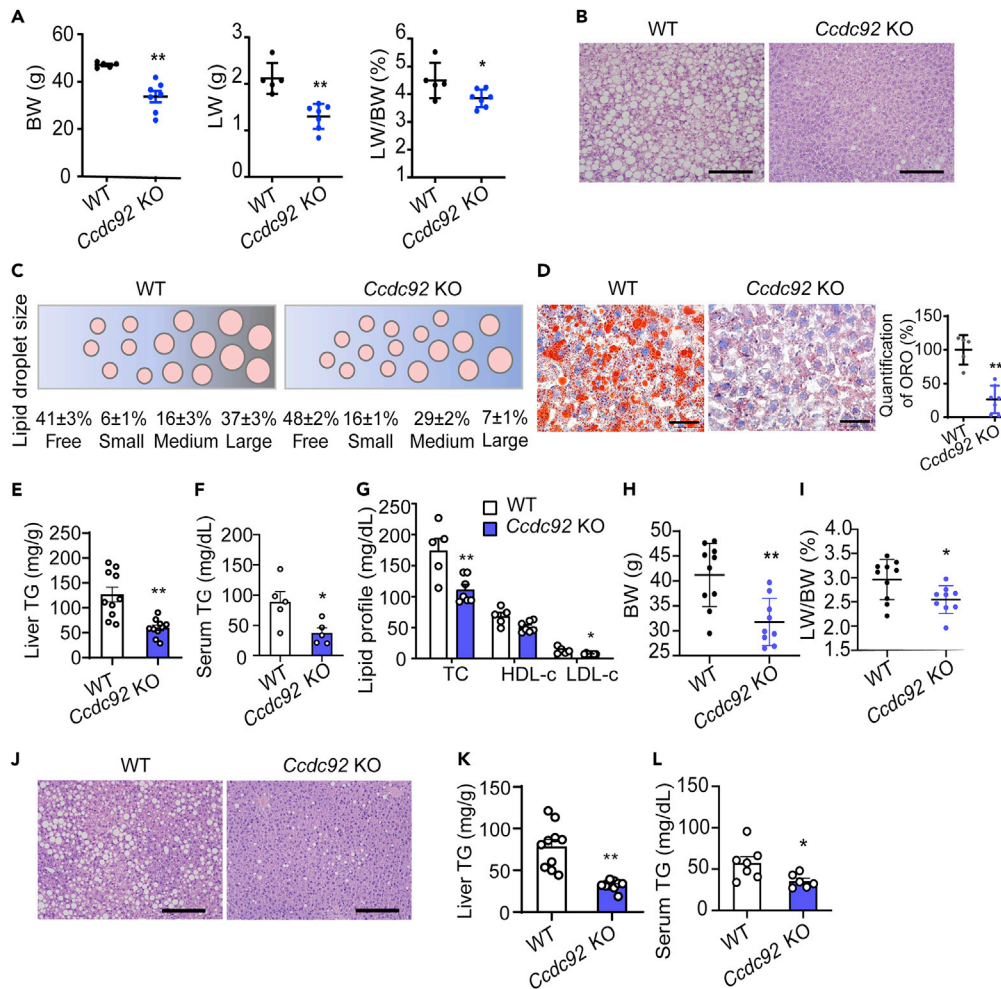 A
BW (g)
60
40
20
0
**
WT
Ccdc92 KO
LW (g)
3
2
1
0
**
WT
Ccdc92 KO
LW/BW (%)
6
5
4
3
2
1
*
WT
Ccdc92 KO
B
WT
Ccdc92 KO
C
WT
Ccdc92 KO
Lipid droplet size
41±3% 6±1% 16±3% 37±3% 48±2% 16±1% 29±2% 7±1%
Free Small Medium Large Free Small Medium Large
D
WT
Ccdc92 KO
Quantification
of ORO (%)
150
100
50
0
**
WT
Ccdc92 KO
E
Liver TG (mg/g)
250
200
150
100
50
0
**
WT
Ccdc92 KO
F
Serum TG (mg/dL)
250
200
150
100
50
0
*
WT
Ccdc92 KO
G
Lipid profile (mg/dL)
250
200
150
100
50
0
WT
Ccdc92 KO
**
*
TC HDL-c LDL-c
H
BW (g)
50
45
40
35
30
25
**
WT
Ccdc92 KO
I
LW/BW (%)
4.0
3.5
3.0
2.5
2.0
1.5
*
WT
Ccdc92 KO
J
WT
Ccdc92 KO
K
Liver TG (mg/g)
150
100
50
0
**
WT
Ccdc92 KO
L
Serum TG (mg/dL)
150
100
50
0
*
WT
Ccdc92 KO